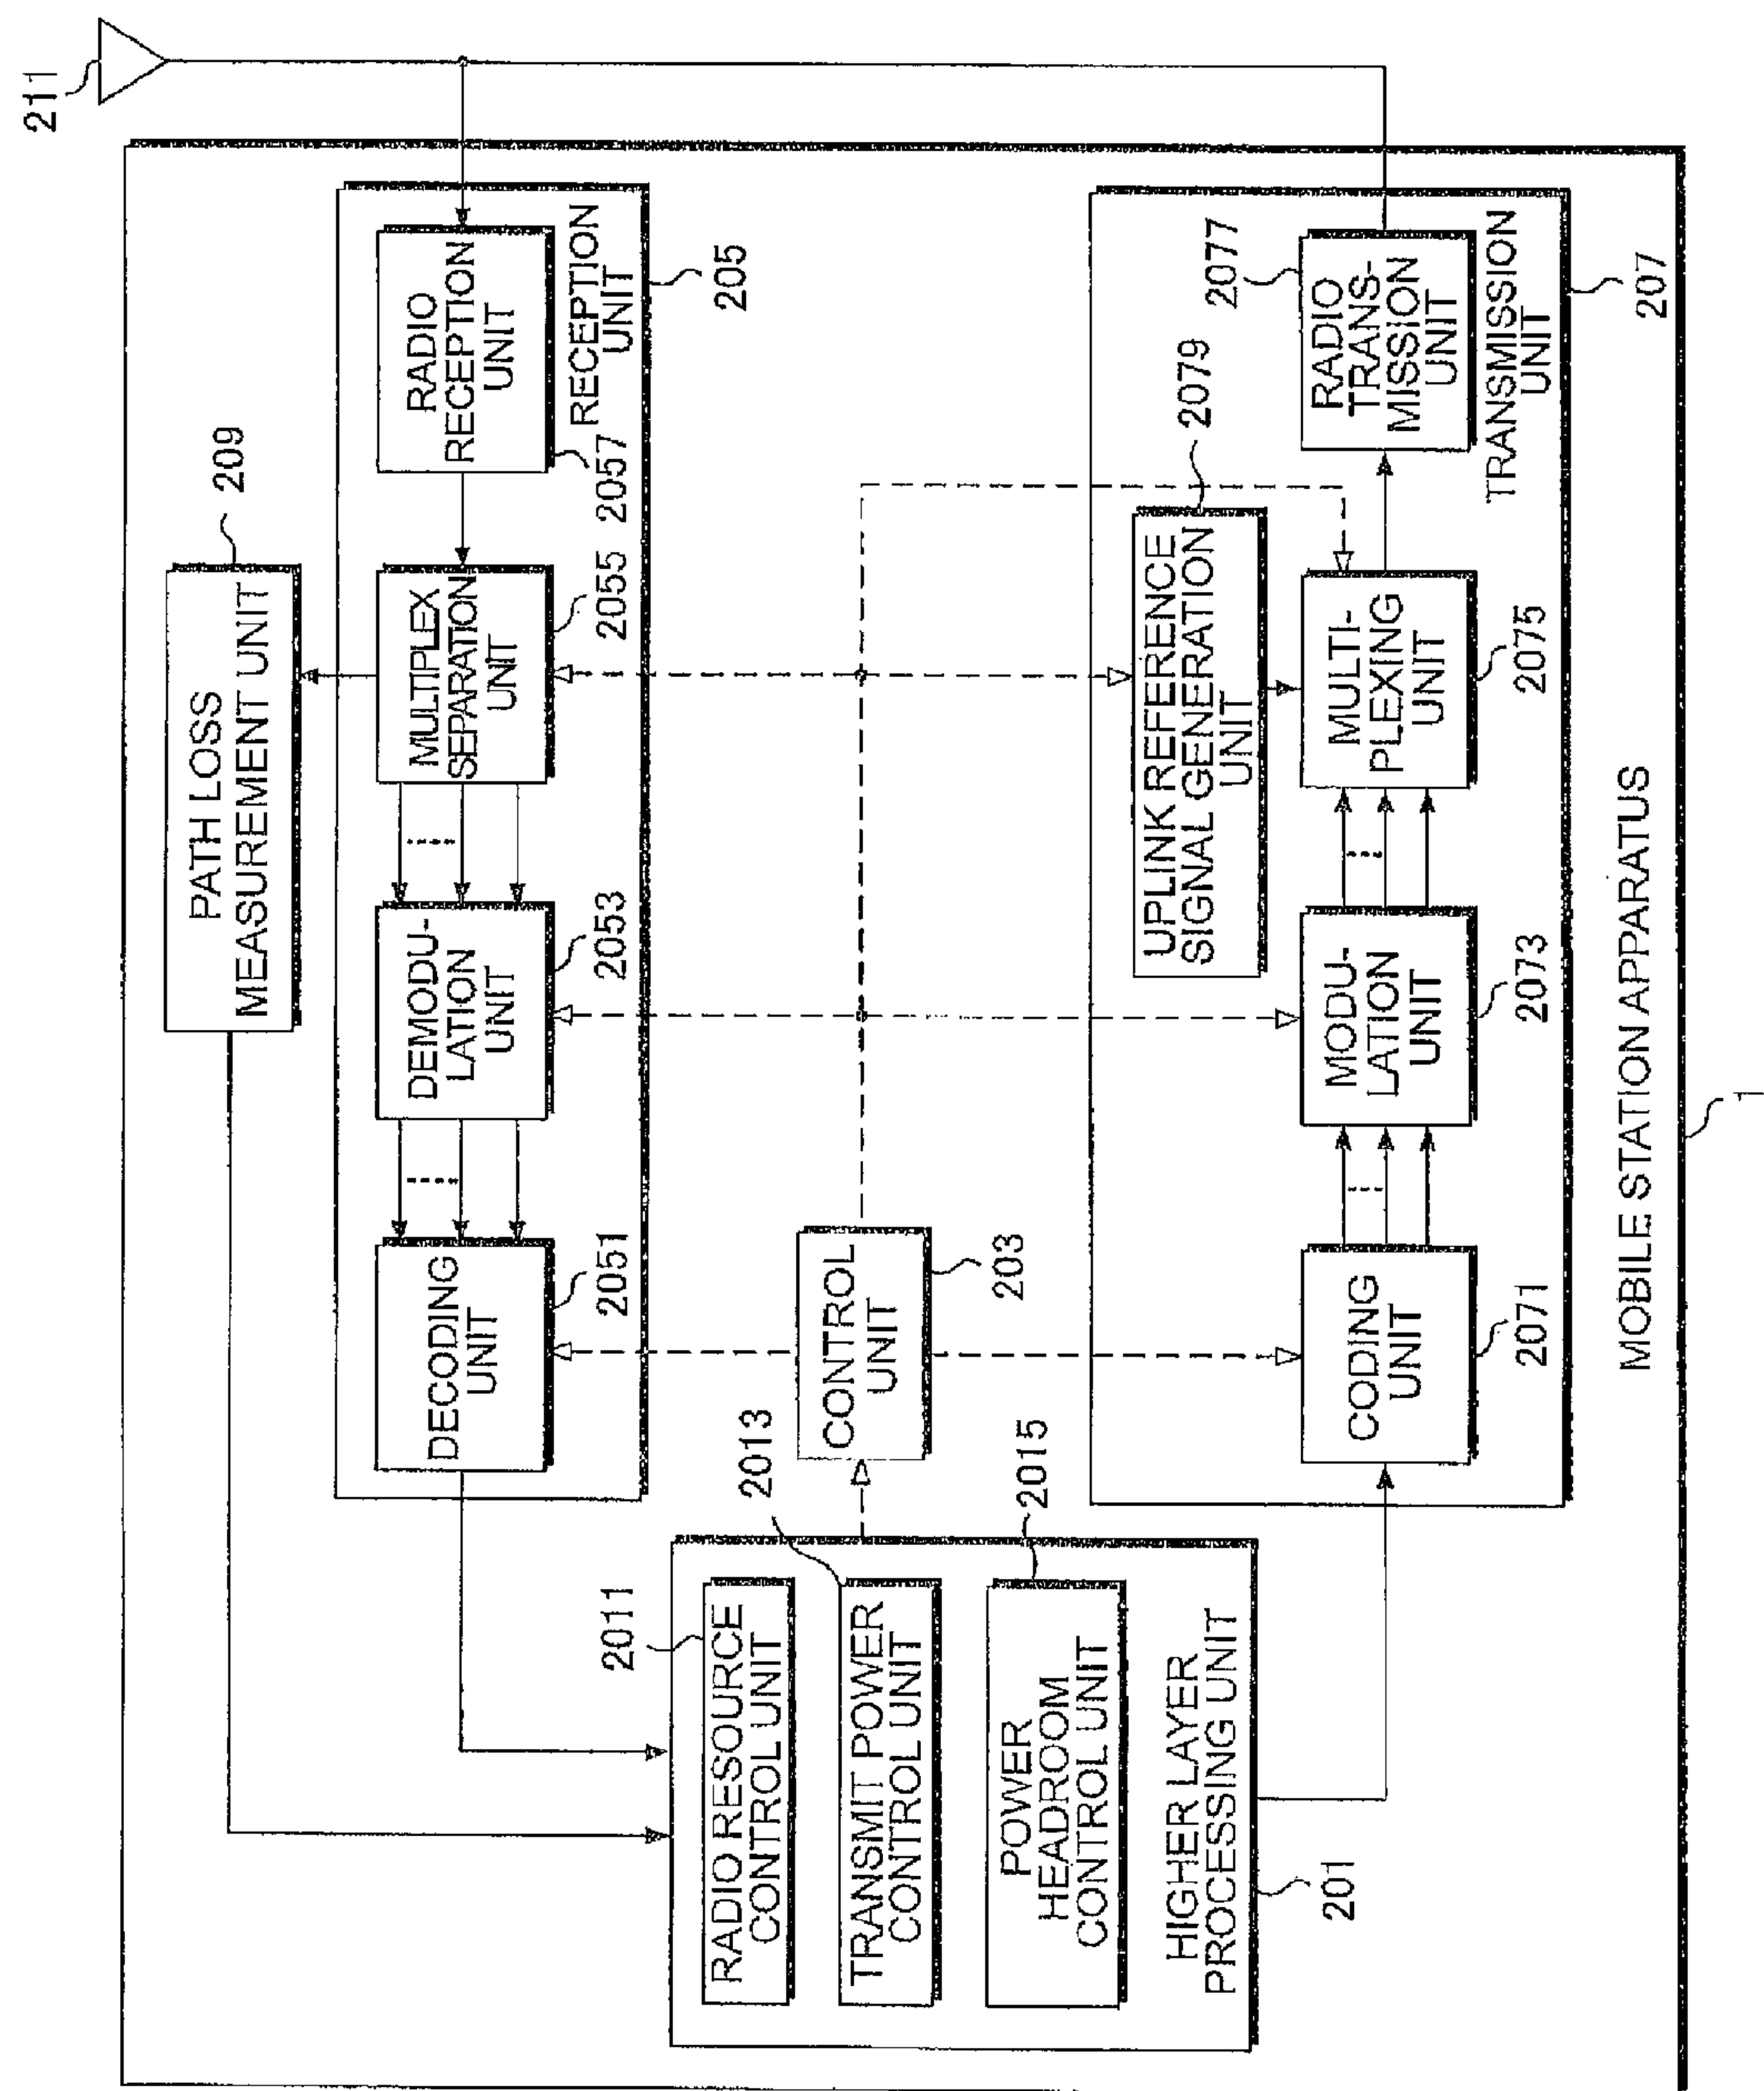 211
PATH LOSS
MEASUREMENT UNIT
209
RADIO
RECEPTION
UNIT
2057
MULTIPLEX
SEPARATION
UNIT
2055
DEMODU-
LATION
UNIT
2053
DECODING
UNIT
2051
RECEPTION
UNIT
205
CONTROL
UNIT
203
RADIO RESOURCE
CONTROL UNIT
2011
TRANSMIT POWER
CONTROL UNIT
2013
POWER
HEADROOM
CONTROL UNIT
2015
HIGHER LAYER
PROCESSING UNIT
201
UPLINK REFERENCE
SIGNAL GENERATION
UNIT
2079
CODING
UNIT
2071
MODU-
LATION
UNIT
2073
MULTI-
PLEXING
UNIT
2075
RADIO
TRANS-
MISSION
UNIT
2077
TRANSMISSION
UNIT
207
MOBILE STATION APPARATUS
1